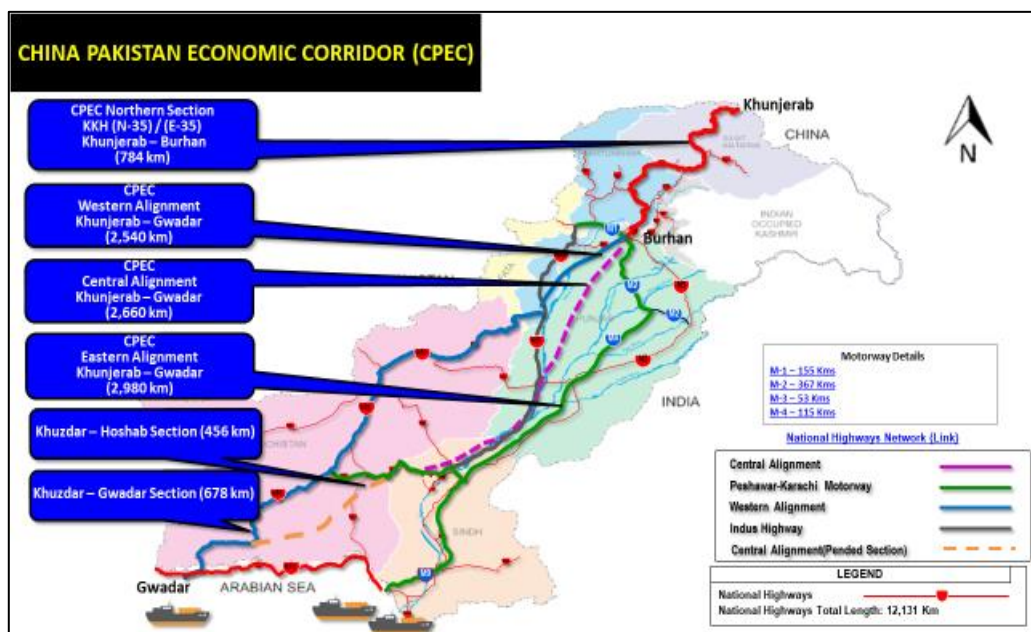 CHINA PAKISTAN ECONOMIC CORRIDOR (CPEC)
CPEC Northern Section
KKH (N-35) / (E-35)
Khunjerab – Burhan
(784 km)
CPEC
Western Alignment
Khunjerab – Gwadar
(2,540 km)
CPEC
Central Alignment
Khunjerab – Gwadar
(2,660 km)
CPEC
Eastern Alignment
Khunjerab – Gwadar
(2,980 km)
Khuzdar – Hoshab Section (456 km)
Khuzdar – Gwadar Section (678 km)
Khunjerab
CHINA
N
INDIAN
OCCUPIED
KASHMIR
Burhan
INDIA
SINDH
Gwadar
ARABIAN SEA
Motorway Details
M-1 – 155 Kms
M-2 – 367 Kms
M-3 – 53 Kms
M-4 – 115 Kms
National Highways Network (Link)
Central Alignment
Peshawar-Karachi Motorway
Western Alignment
Indus Highway
Central Alignment(Pended Section)
LEGEND
National Highways
National Highways Total Length: 12,131 Km